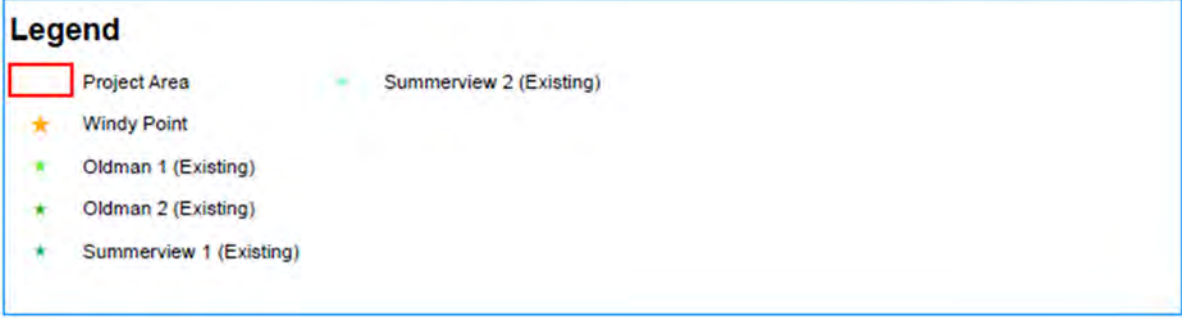 Legend
Project Area
Windy Point
Oldman 1 (Existing)
Oldman 2 (Existing)
Summerview 1 (Existing)
Summerview 2 (Existing)